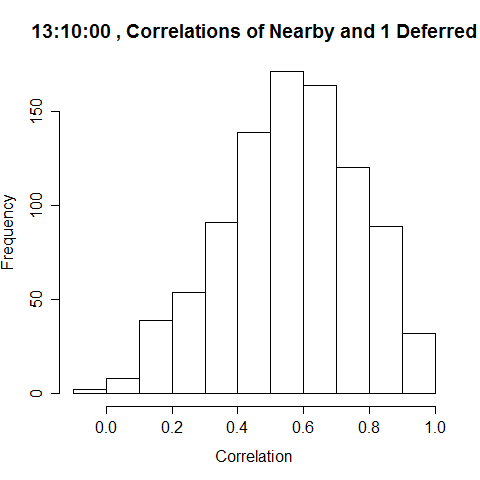 13:10:00 , Correlations of Nearby and 1 Deferred
150
100
50
0
Frequency
0.0 0.2 0.4 0.6 0.8 1.0
Correlation